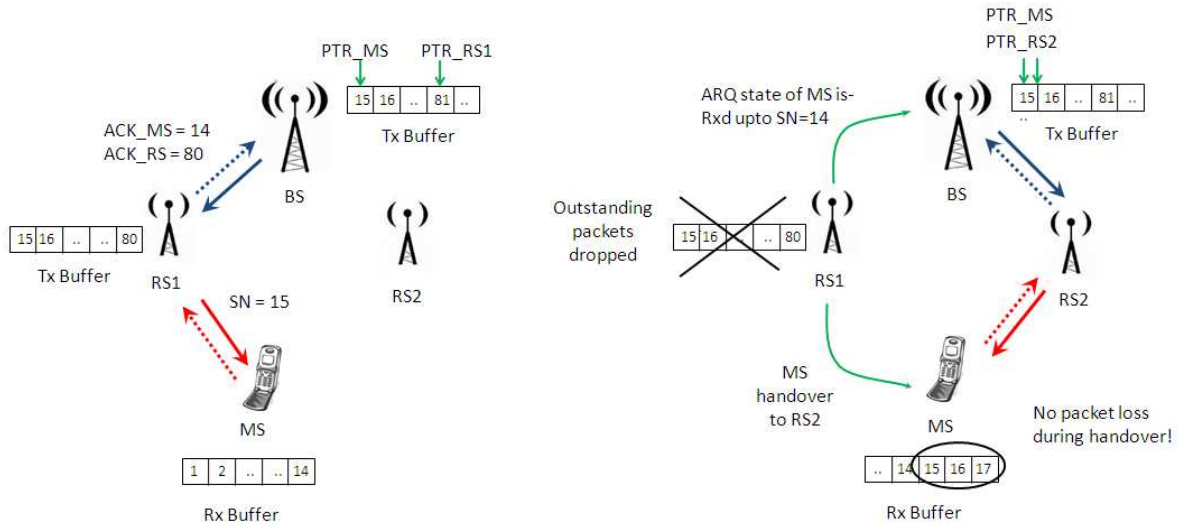 PTR_MS PTR_RS1
15 16 .. 81 ..
Tx Buffer
ACK_MS = 14
ACK_RS = 80
BS
15 16 .. .. 80
Tx Buffer
RS1
RS2
SN = 15
MS
1 2 .. .. 14
Rx Buffer
PTR_MS
PTR_RS2
15 16 .. 81 ..
..
Tx Buffer
ARQ state of MS is-
Rxd upto SN=14
BS
Outstanding
packets
dropped
15 16 .. .. 80
RS1
RS2
MS
handover
to RS2
MS
No packet loss
during handover!
.. 14 15 16 17
Rx Buffer